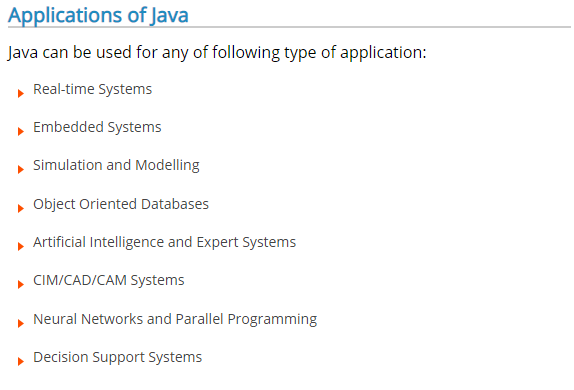 Applications of Java
Java can be used for any of following type of application:
Real-time Systems
Embedded Systems
Simulation and Modelling
Object Oriented Databases
Artificial Intelligence and Expert Systems
CIM/CAD/CAM Systems
Neural Networks and Parallel Programming
Decision Support Systems